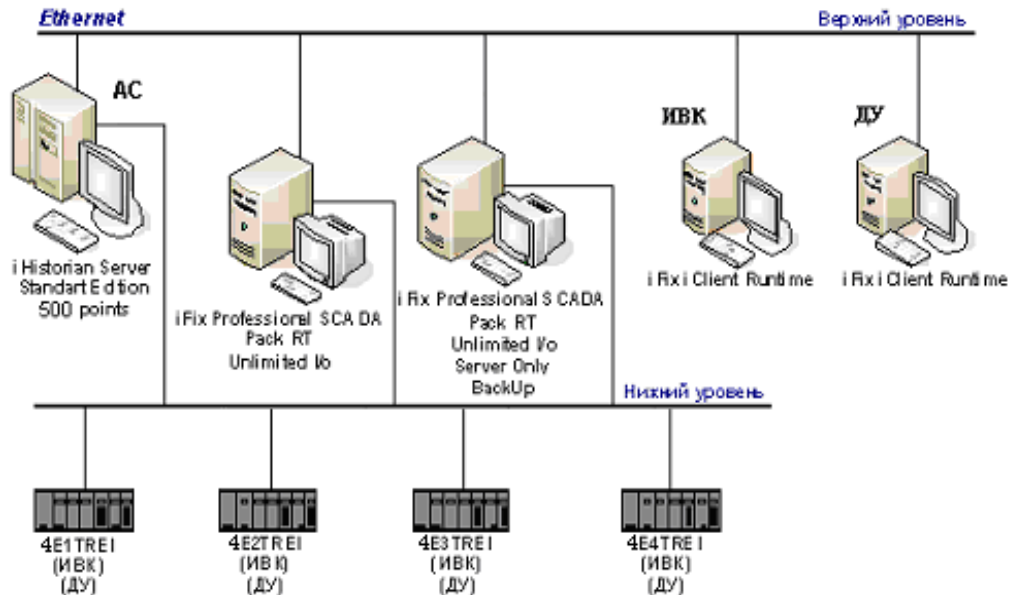 Ethernet
Верхний уровень
АС
ИВК
ДУ
i Historian Server
Standart Edition
500 points
iFix Professional SCADA
Pack RT
Unlimited I/o
iFix Professional SCADA
Pack RT
Unlimited I/o
Server Only
BackUp
iFix i Client Runtime
iFix i Client Runtime
Нижний уровень
4E1TREI
(ИВК)
(ДУ)
4E2TREI
(ИВК)
(ДУ)
4E3TREI
(ИВК)
(ДУ)
4E4TREI
(ИВК)
(ДУ)